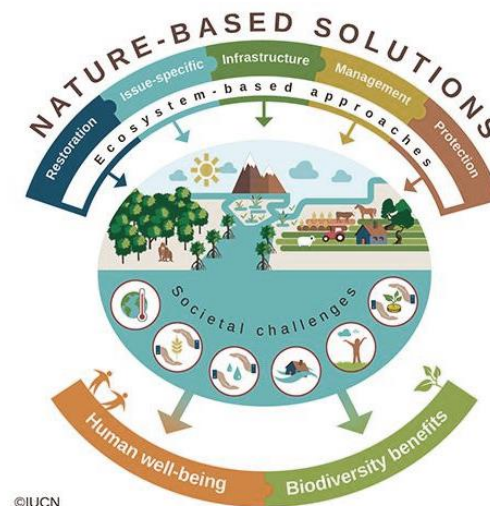 NATURE-BASED SOLUTIONS
Restoration
Issue-specific
Infrastructure
Management
Protection
Ecosystem-based approaches
Societal challenges
Human well-being
Biodiversity benefits
©IUCN